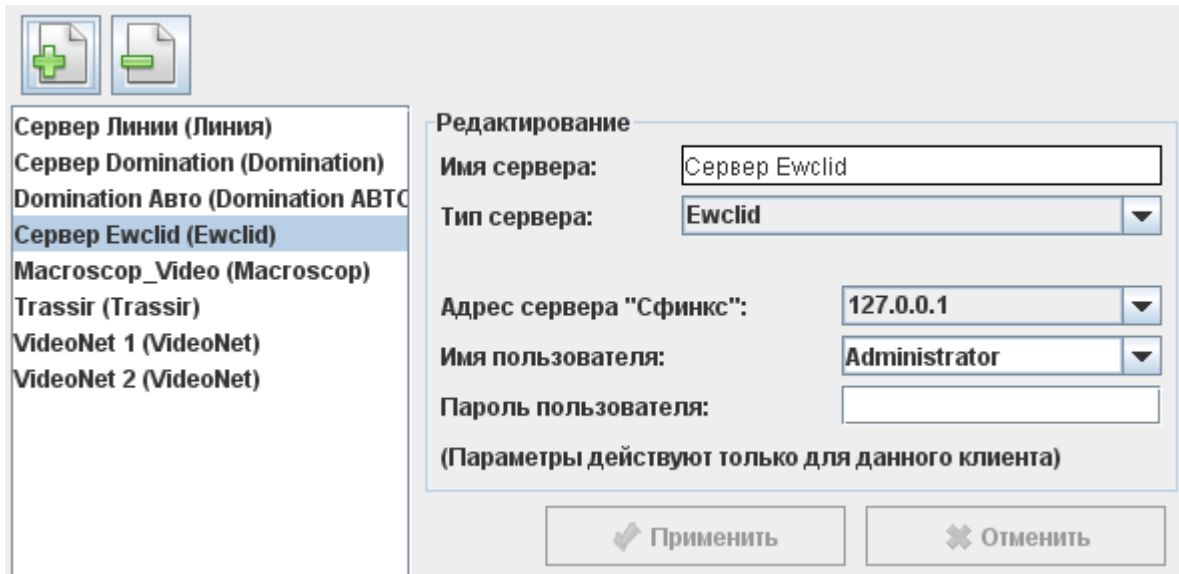 Сервер Линии (Линия)
Сервер Domination (Domination)
Domination Авто (Domination АВТО
Сервер Ewclid (Ewclid)
Macroscop_Video (Macroscop)
Trassir (Trassir)
VideoNet 1 (VideoNet)
VideoNet 2 (VideoNet)
Редактирование
Имя сервера: Сервер Ewclid
Тип сервера: Ewclid
Адрес сервера "Сфинкс": 127.0.0.1
Имя пользователя: Administrator
Пароль пользователя:
(Параметры действуют только для данного клиента)
Применить
Отменить